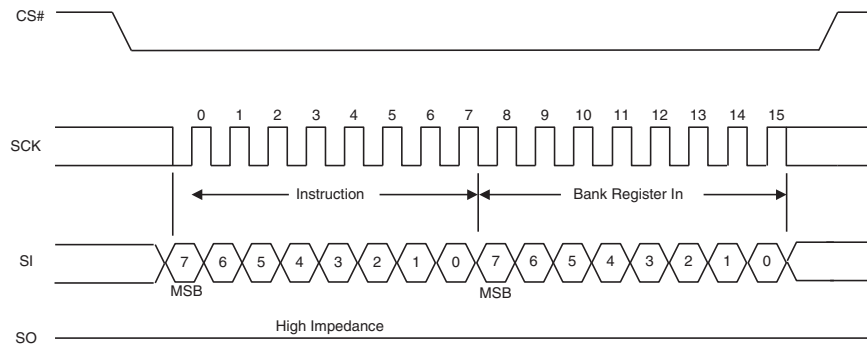 CS#
0 1 2 3 4 5 6 7 8 9 10 11 12 13 14 15
SCK
Instruction Bank Register In
SI 7 6 5 4 3 2 1 0 7 6 5 4 3 2 1 0
MSB MSB
High Impedance
SO